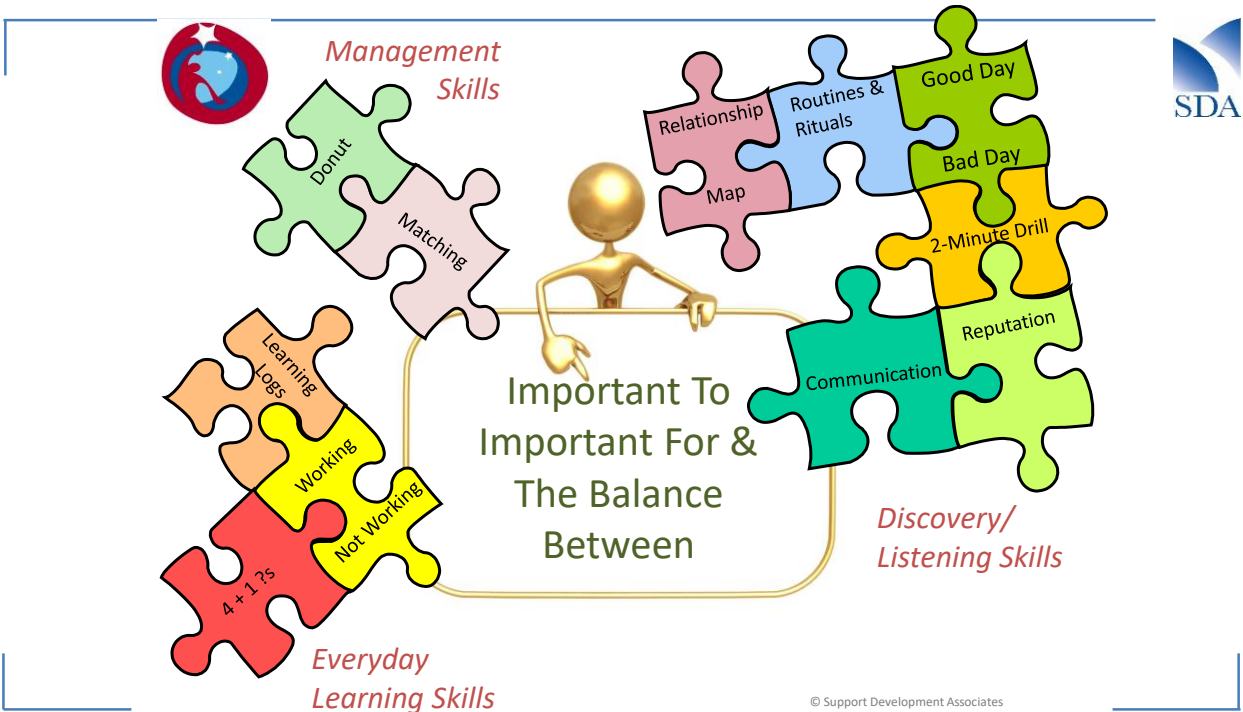 Management
Skills
Donut
Matching
Relationship
Map
Routines &
Rituals
Good Day
Bad Day
2-Minute Drill
Reputation
Communication
SDA
Learning
Logs
Working
Not Working
4 + 1 ?s
Important To
Important For &
The Balance
Between
Discovery/
Listening Skills
Everyday
Learning Skills
© Support Development Associates